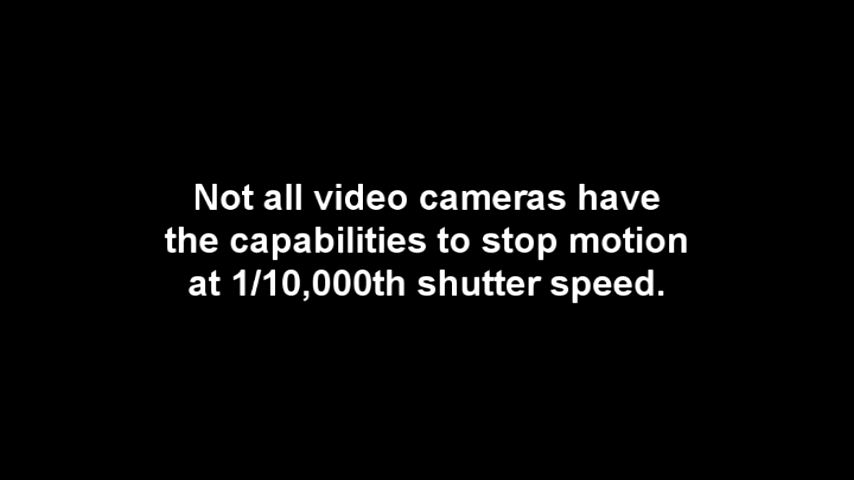 Not all video cameras have
the capabilities to stop motion
at 1/10,000th shutter speed.